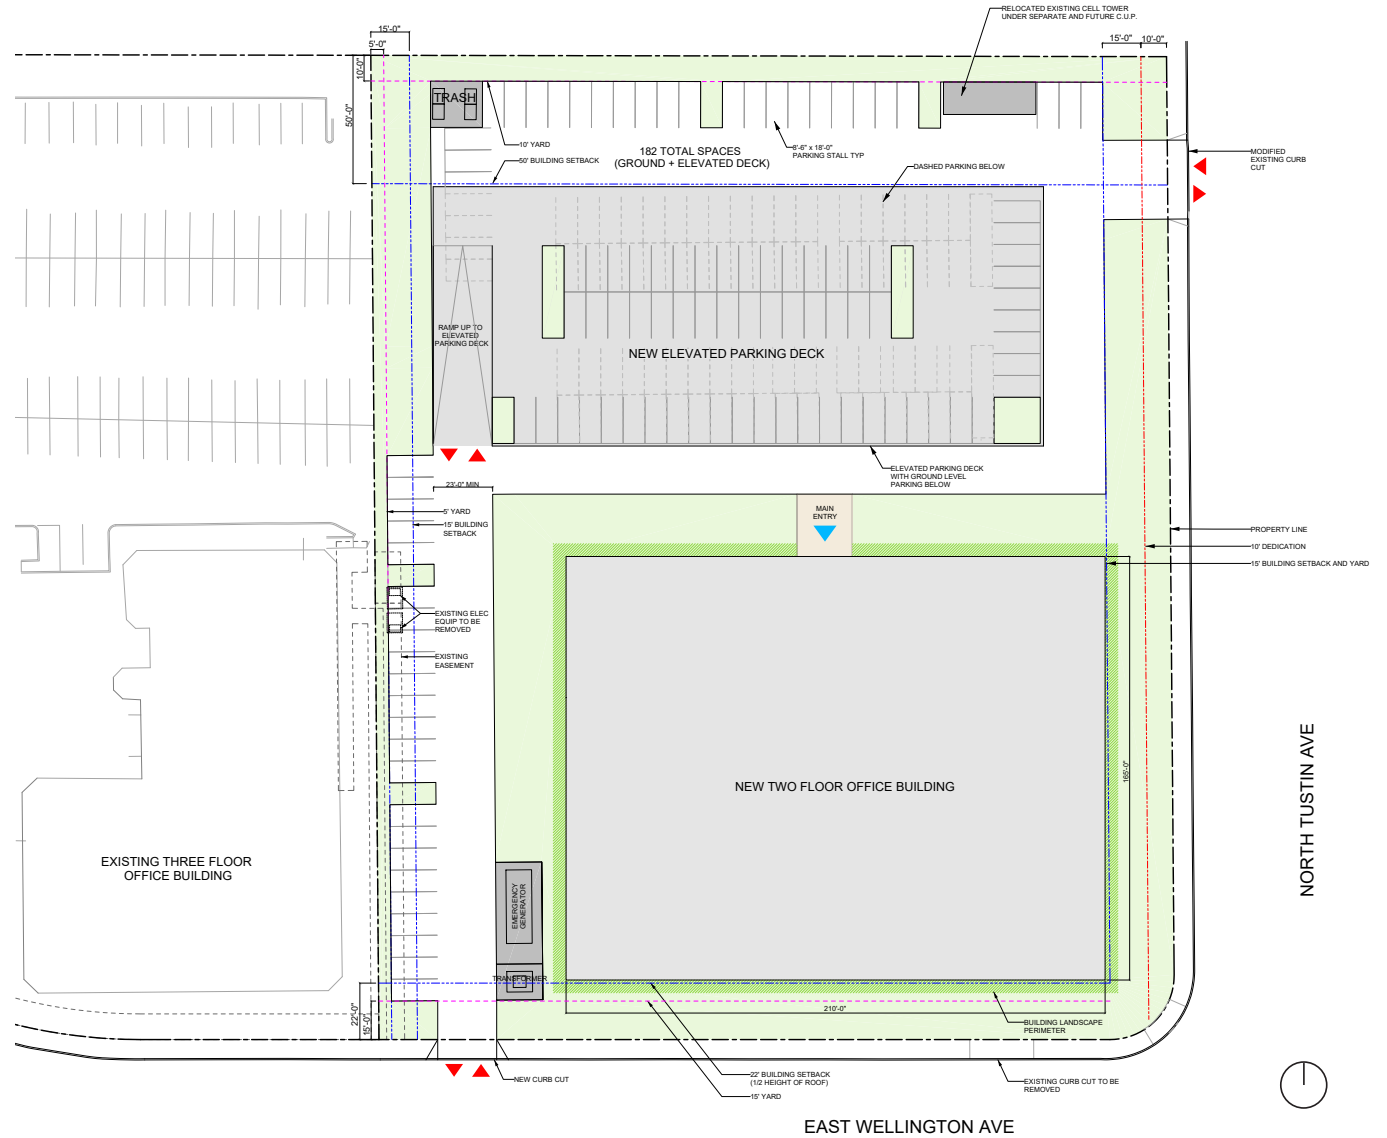 RELOCATED EXISTING CELL TOWER
UNDER SEPARATE AND FUTURE C.U.P.
15'-0"
5'-0"
10'-0"
50'-0"
15'-0"
10'-0"
TRASH
10' YARD
50' BUILDING SETBACK
182 TOTAL SPACES
(GROUND + ELEVATED DECK)
8'-6" x 18'-0"
PARKING STALL TYP
DASHED PARKING BELOW
MODIFIED
EXISTING CURB
CUT
RAMP UP TO
ELEVATED
PARKING DECK
NEW ELEVATED PARKING DECK
ELEVATED PARKING DECK
WITH GROUND LEVEL
PARKING BELOW
23'-0" MIN
5' YARD
15' BUILDING
SETBACK
MAIN
ENTRY
PROPERTY LINE
10' DEDICATION
15' BUILDING SETBACK AND YARD
EXISTING ELEC
EQUIP TO BE
REMOVED
EXISTING
EASEMENT
165'-0"
NEW TWO FLOOR OFFICE BUILDING
NORTH TUSTIN AVE
EXISTING THREE FLOOR
OFFICE BUILDING
EMERGENCY
GENERATOR
TRANSFORMER
22'-0"
15'-0"
210'-0"
BUILDING LANDSCAPE
PERIMETER
NEW CURB CUT
22' BUILDING SETBACK
(1/2 HEIGHT OF ROOF)
15' YARD
EXISTING CURB CUT TO BE
REMOVED
EAST WELLINGTON AVE